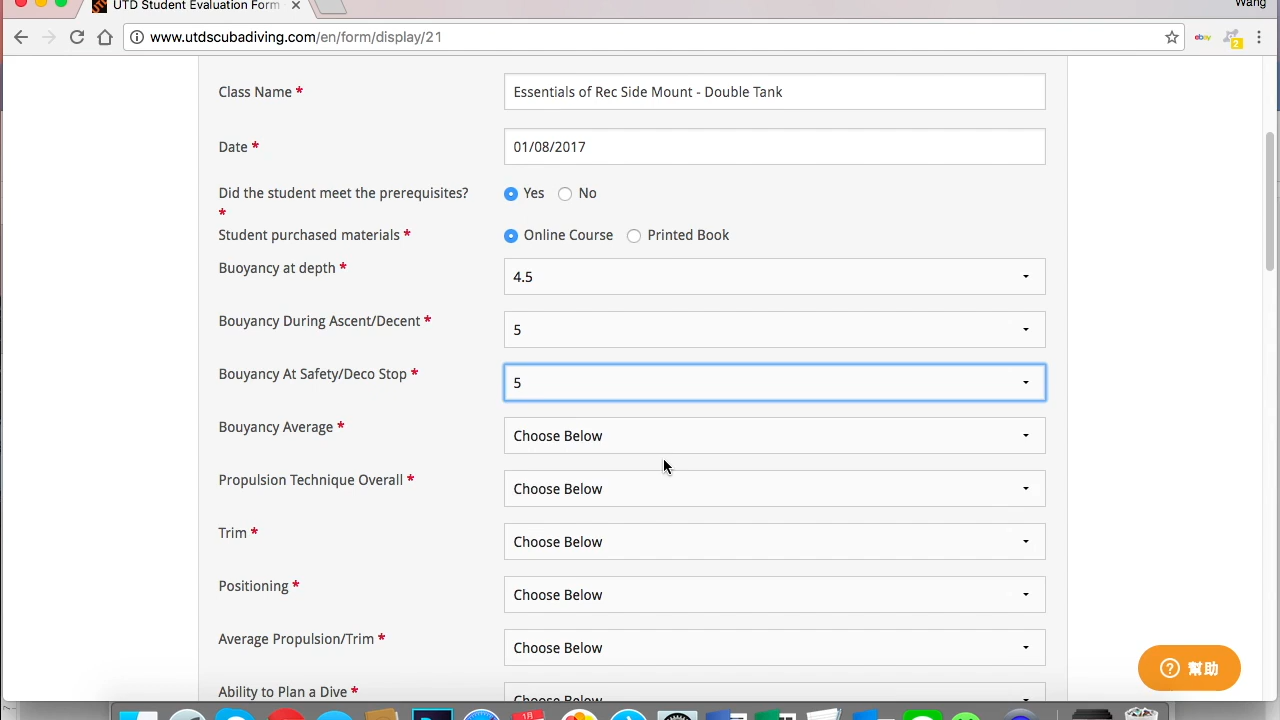 UTD Student Evaluation Form
Wang
www.utdscubadiving.com/en/form/display/21
ebay
2
Class Name *
Essentials of Rec Side Mount - Double Tank
Date *
01/08/2017
Did the student meet the prerequisites?
*
Yes
No
Student purchased materials *
Online Course
Printed Book
Buoyancy at depth *
4.5
Bouyancy During Ascent/Decent *
5
Bouyancy At Safety/Deco Stop *
5
Bouyancy Average *
Choose Below
Propulsion Technique Overall *
Choose Below
Trim *
Choose Below
Positioning *
Choose Below
Average Propulsion/Trim *
Choose Below
Ability to Plan a Dive *
Choose Below
幫助